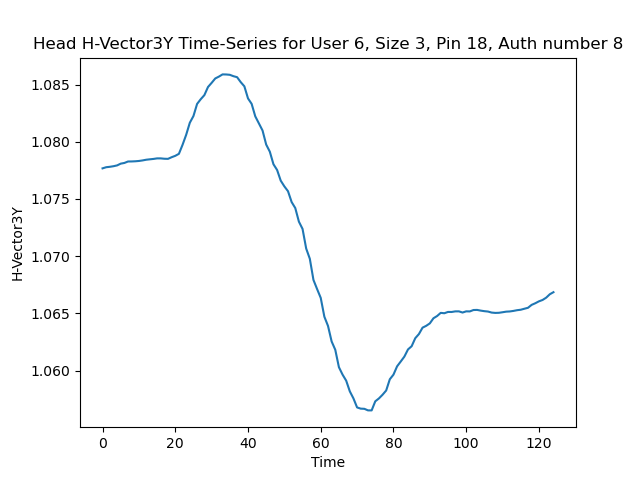 Head H-Vector3Y Time-Series for User 6, Size 3, Pin 18, Auth number 8
1.085
1.080
1.075
1.070
1.065
1.060
H-Vector3Y
0 20 40 60 80 100 120
Time